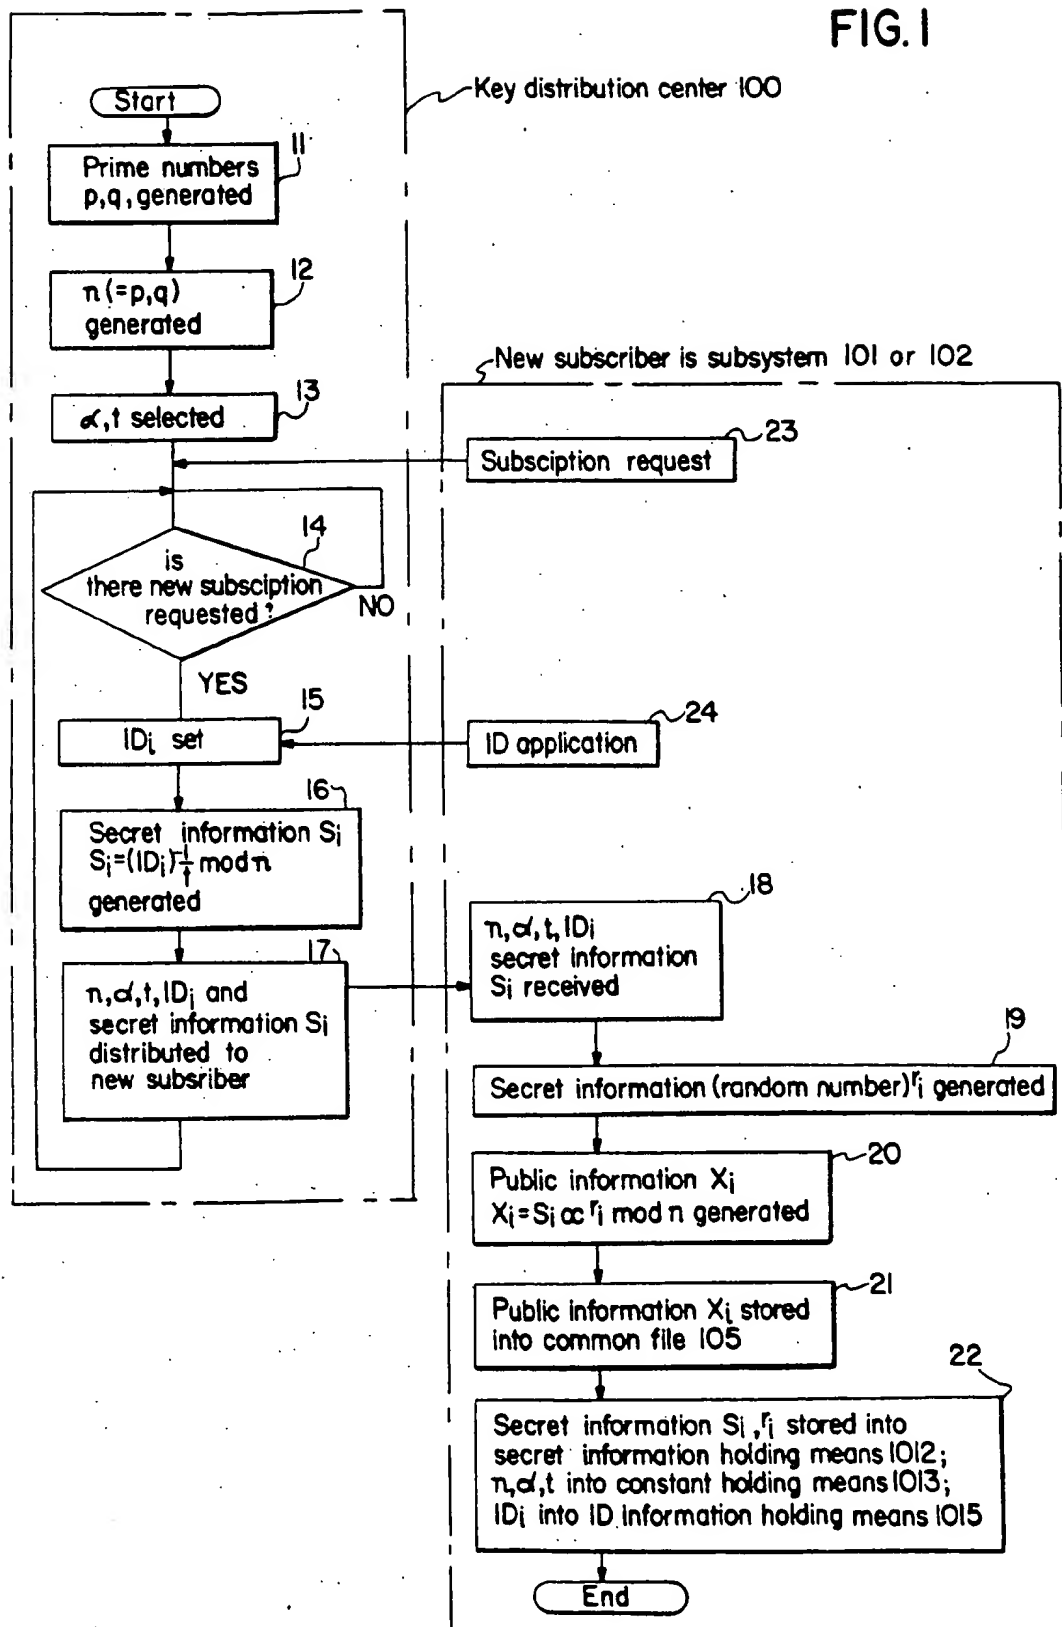 FIG. 1
Key distribution center 100
Start
11
Prime numbers
p,q, generated
12
n (=p,q)
generated
13
α, t selected
New subscriber is subsystem 101 or 102
23
Subsciption request
14
is
there new subsciption
requested?
NO
YES
15
IDi set
24
ID application
16
Secret information Si
Si=(IDi)^1/t mod n
generated
17
n,α,t,IDi and
secret information Si
distributed to
new subsriber
18
n,α,t,IDi
secret information
Si received
19
Secret information (random number) ri generated
20
Public information Xi
Xi=Si α^ri mod n generated
21
Public information Xi stored
into common file 105
22
Secret information Si ,ri stored into
secret information holding means 1012;
n,α,t into constant holding means 1013;
IDi into ID Information holding means 1015
End